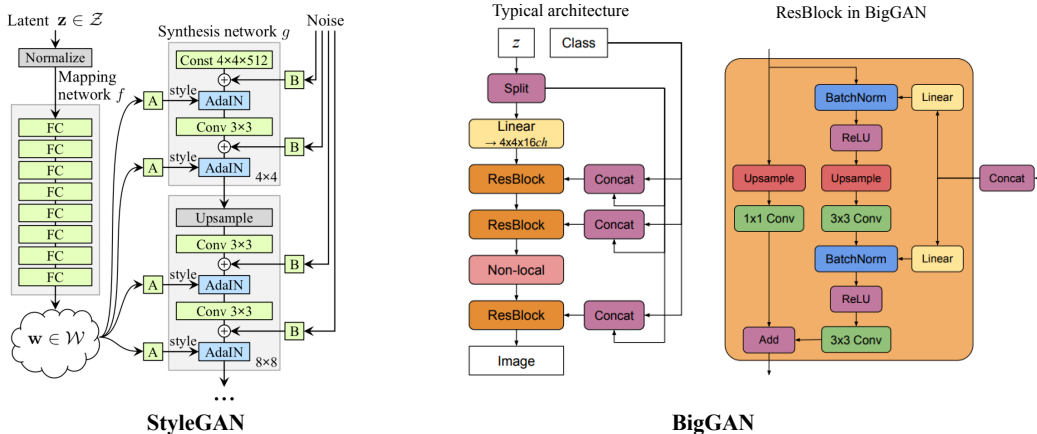 Latent z ∈ 𝒵
Normalize
Mapping
network f
FC
FC
FC
FC
FC
FC
FC
FC
w ∈ 𝒲
Noise
Synthesis network g
Const 4×4×512
B
A
style
AdaIN
Conv 3×3
B
A
style
AdaIN
4×4
Upsample
Conv 3×3
B
A
style
AdaIN
Conv 3×3
B
A
style
AdaIN
8×8
...
StyleGAN
Typical architecture
z
Class
Split
Linear
→ 4x4x16ch
ResBlock
Concat
ResBlock
Concat
Non-local
ResBlock
Concat
Image
ResBlock in BigGAN
BatchNorm
Linear
ReLU
Upsample
Upsample
Concat
1x1 Conv
3x3 Conv
BatchNorm
Linear
ReLU
Add
3x3 Conv
BigGAN